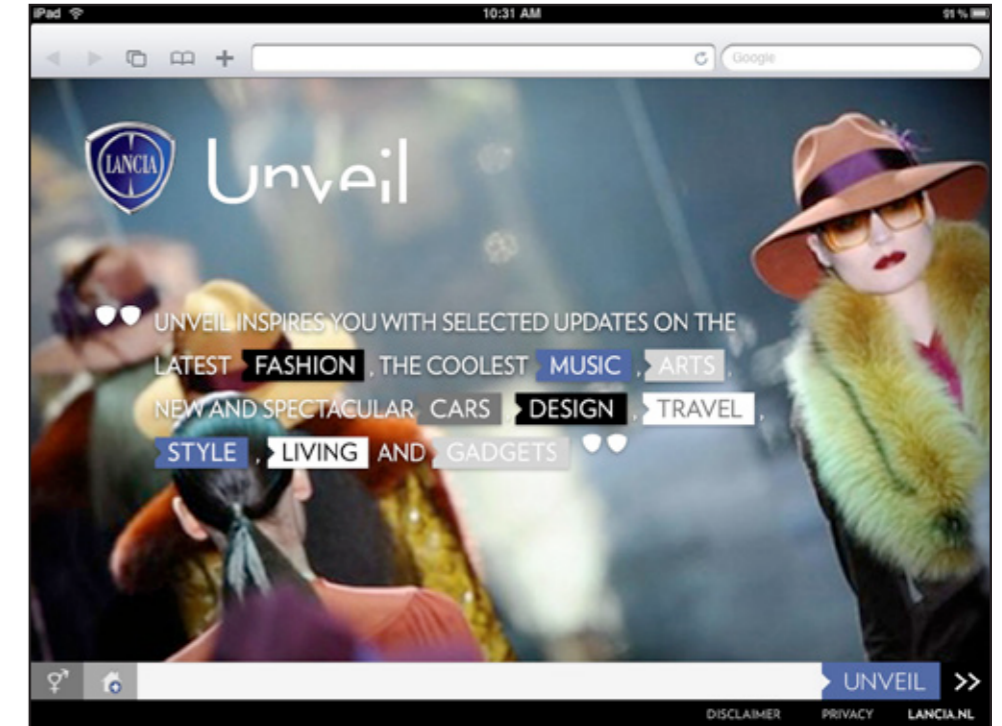 iPad 10:31 AM 91 %
Google
LANCIA Unveil
UNVEIL INSPIRES YOU WITH SELECTED UPDATES ON THE
LATEST FASHION , THE COOLEST MUSIC , ARTS ,
NEW AND SPECTACULAR CARS , DESIGN , TRAVEL ,
STYLE , LIVING AND GADGETS
UNVEIL >>
DISCLAIMER PRIVACY LANCIA.NL